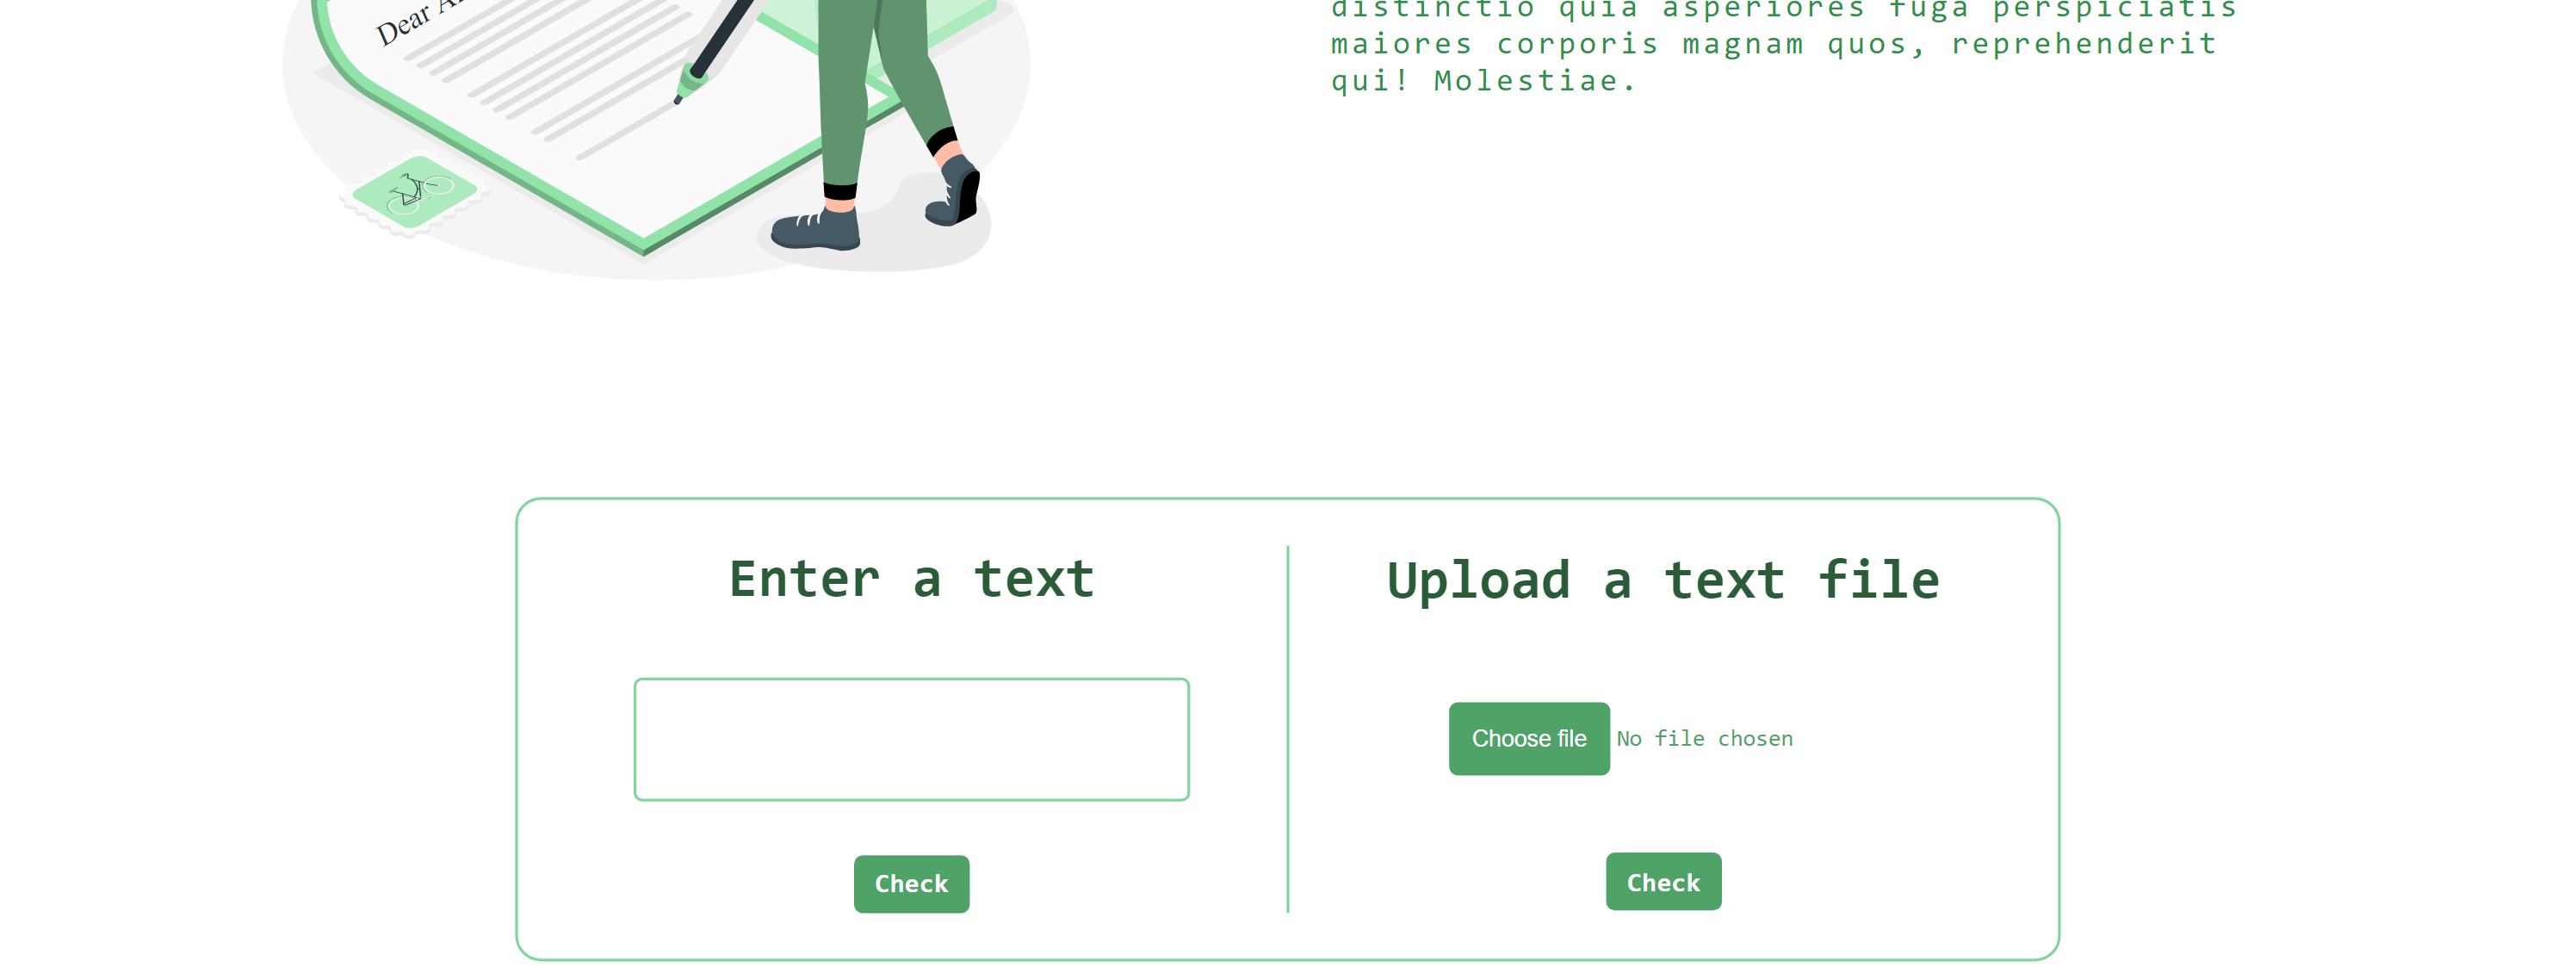 Dear
distinctio quia asperiores fuga perspiciatis
maiores corporis magnam quos, reprehenderit
qui! Molestiae.
Enter a text
Upload a text file
Choose file No file chosen
Check
Check